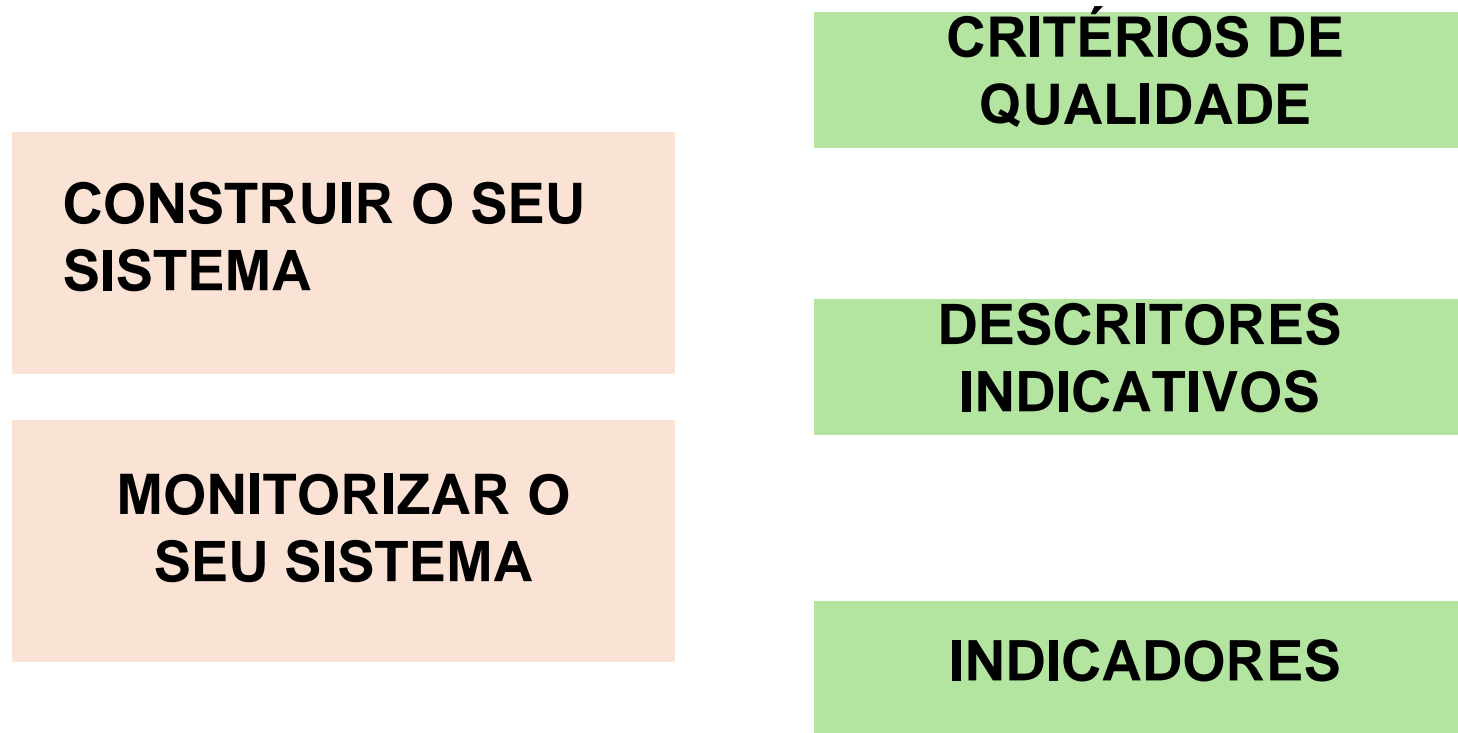 CONSTRUIR O SEU
SISTEMA
MONITORIZAR O
SEU SISTEMA
CRITÉRIOS DE
QUALIDADE
DESCRITORES
INDICATIVOS
INDICADORES